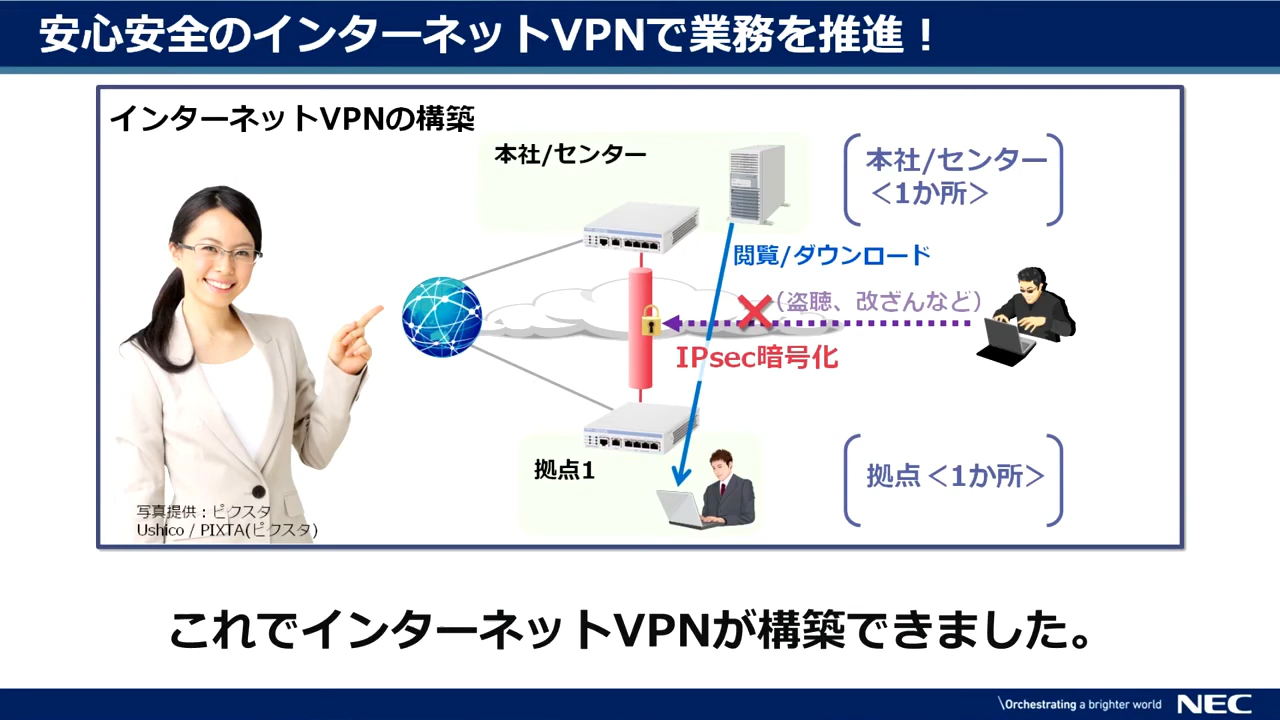 安心安全のインターネットVPNで業務を推進！
インターネットVPNの構築
本社/センター
本社/センター
＜1か所＞
閲覧/ダウンロード
（盗聴、改ざんなど）
IPsec暗号化
拠点1
拠点＜1か所＞
写真提供：ピクスタ
Ushico / PIXTA(ピクスタ)
これでインターネットVPNが構築できました。
\Orchestrating a brighter world
NEC